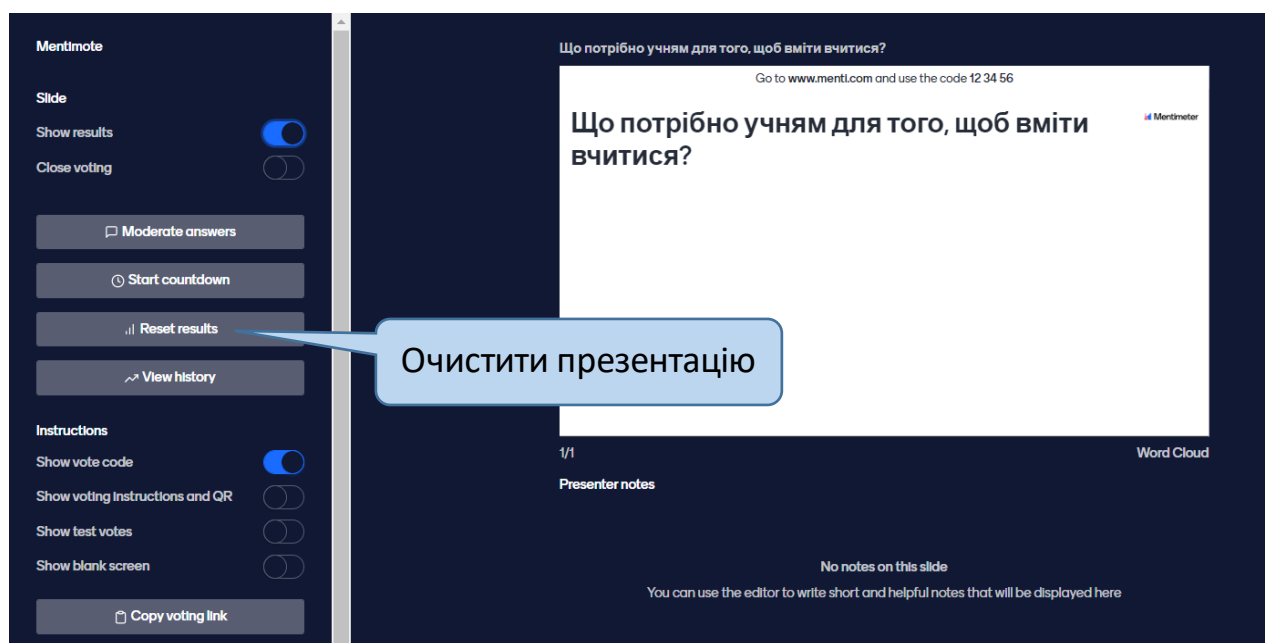 Mentimote
Slide
Show results
Close voting
Moderate answers
Start countdown
Reset results
View history
Instructions
Show vote code
Show voting instructions and QR
Show test votes
Show blank screen
Copy voting link
Очистити презентацію
Що потрібно учням для того, щоб вміти вчитися?
Go to www.menti.com and use the code 12 34 56
Що потрібно учням для того, щоб вміти
вчитися?
Mentimeter
1/1 Word Cloud
Presenter notes
No notes on this slide
You can use the editor to write short and helpful notes that will be displayed here